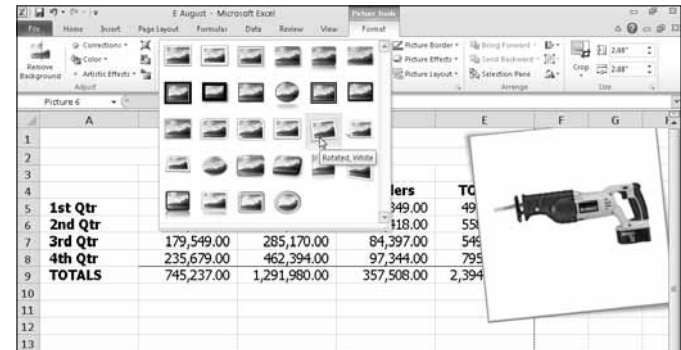 E August - Microsoft Excel Picture Tools
File Home Insert Page Layout Formulas Data Review View Format
Remove Background
Corrections
Color
Artistic Effects
Adjust
Picture Border
Picture Effects
Picture Layout
Bring Forward
Send Backward
Selection Pane
Arrange
Crop
2.08"
2.08"
Size
Picture 6
A E F G
1
2
3
4 ers TO
5 1st Qtr 349.00 49
6 2nd Qtr 418.00 558
7 3rd Qtr 179,549.00 285,170.00 84,397.00 549
8 4th Qtr 235,679.00 462,394.00 97,344.00 795
9 TOTALS 745,237.00 1,291,980.00 357,508.00 2,394
10
11
12
13
Rotated, White